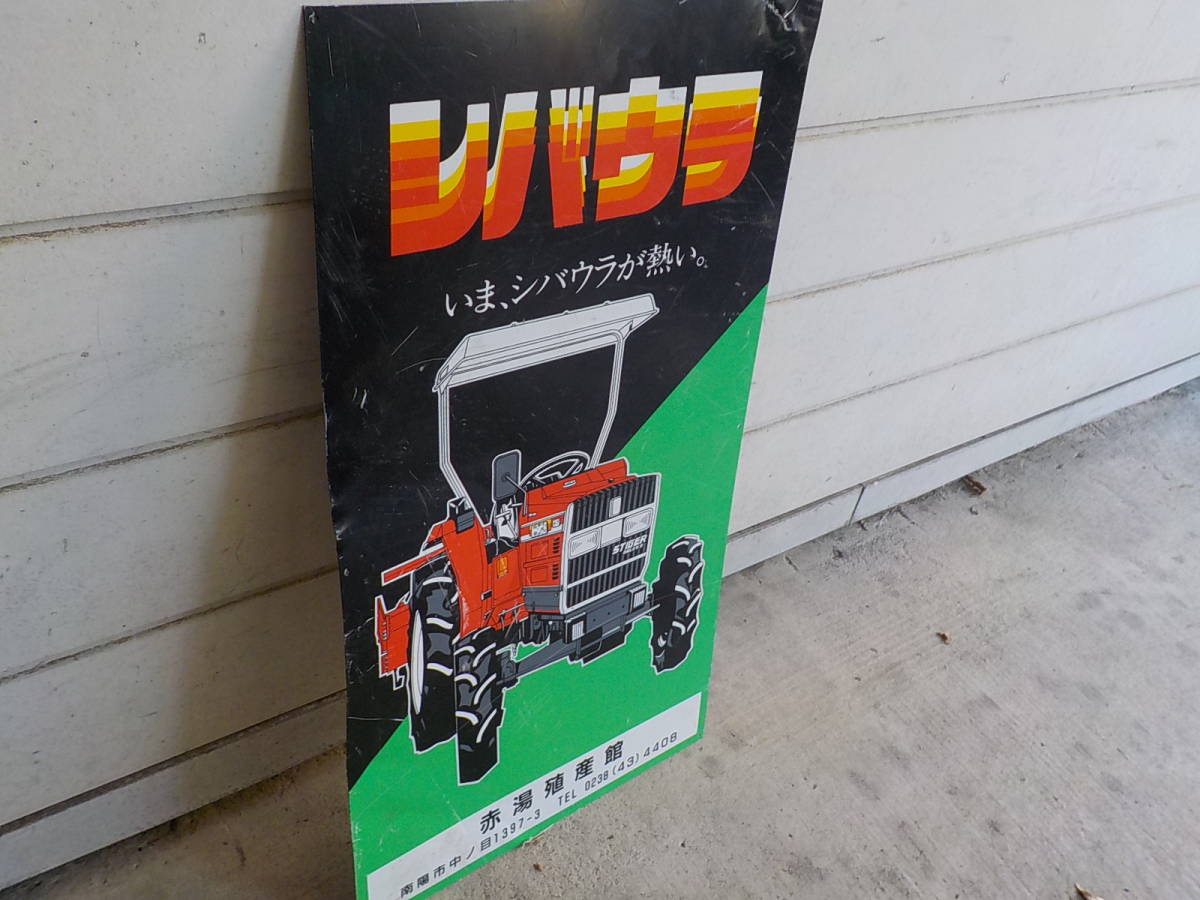 シバウラ
いま、シバウラが熱い。
STIGER
赤湯殖産館
南陽市中ノ目1397-3 TEL 0238(43)4408